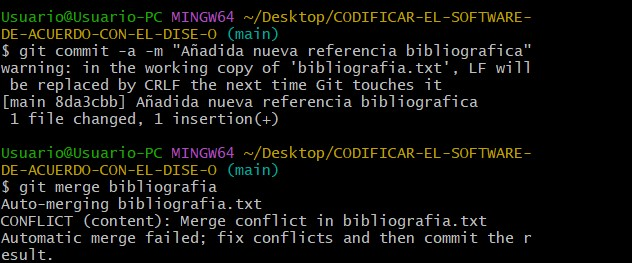 Usuario@Usuario-PC MINGW64 ~/Desktop/CODIFICAR-EL-SOFTWARE-
DE-ACUERDO-CON-EL-DISE-O (main)
$ git commit -a -m "Añadida nueva referencia bibliografica"
warning: in the working copy of 'bibliografia.txt', LF will
 be replaced by CRLF the next time Git touches it
[main 8da3cbb] Añadida nueva referencia bibliografica
 1 file changed, 1 insertion(+)

Usuario@Usuario-PC MINGW64 ~/Desktop/CODIFICAR-EL-SOFTWARE-
DE-ACUERDO-CON-EL-DISE-O (main)
$ git merge bibliografia
Auto-merging bibliografia.txt
CONFLICT (content): Merge conflict in bibliografia.txt
Automatic merge failed; fix conflicts and then commit the r
esult.